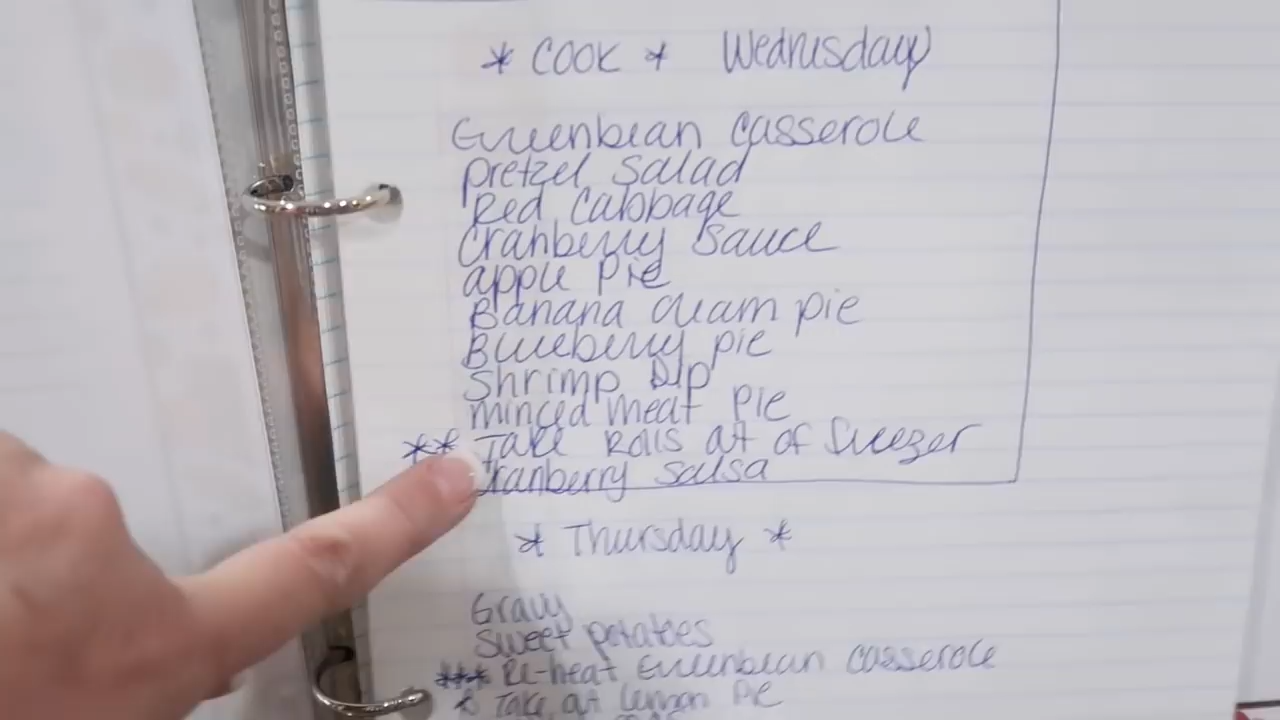 * COOK * Wednesday
Greenbean Casserole
pretzel Salad
Red Cabbage
Cranberry Sauce
apple Pie
Banana cream pie
Blueberry pie
Shrimp Dip
minced meat Pie
** Take Rolls out of freezer
Cranberry Salsa
* Thursday *
Gravy
Sweet potatoes
*** Re-heat Greenbean casserole
* Take out lemon Pie